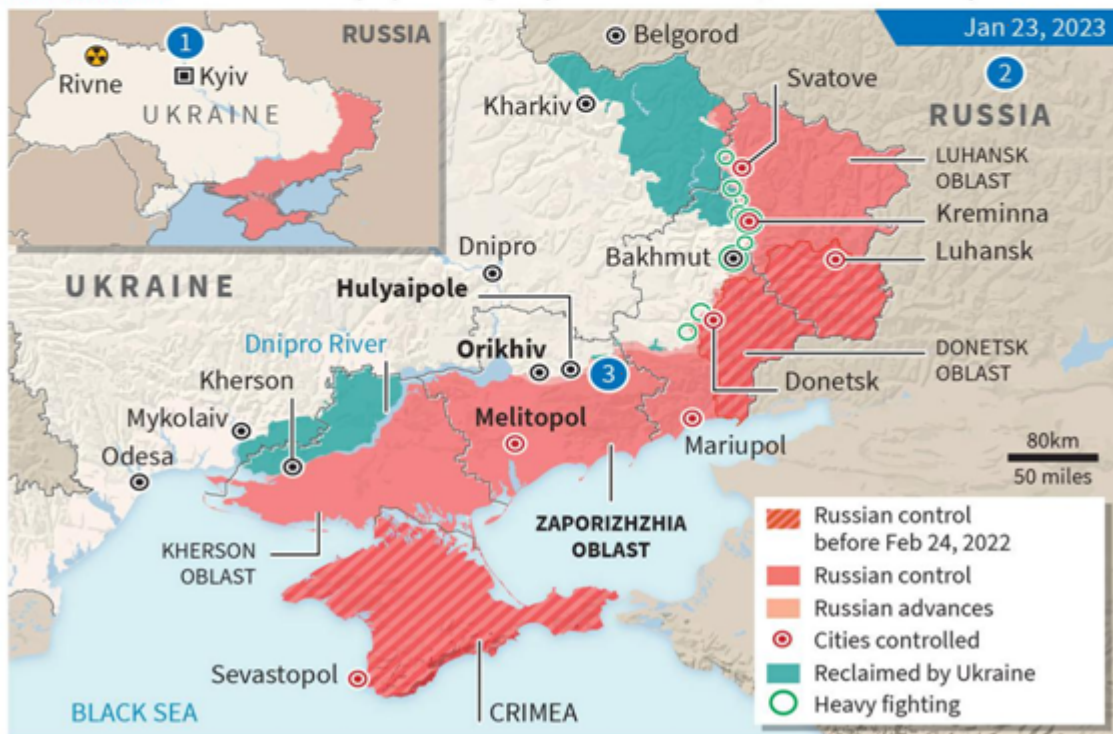 Jan 23, 2023
RUSSIA
1
Rivne
Kyiv
UKRAINE
Belgorod
2
Kharkiv
Svatove
RUSSIA
LUHANSK
OBLAST
Kreminna
Dnipro
Bakhmut
Luhansk
UKRAINE
Hulyaipole
Dnipro River
Orikhiv
DONETSK
OBLAST
Kherson
3
Donetsk
Mykolaiv
Melitopol
Mariupol
Odesa
80km
50 miles
ZAPORIZHZHIA
OBLAST
KHERSON
OBLAST
Russian control
before Feb 24, 2022
Russian control
Russian advances
Cities controlled
Reclaimed by Ukraine
Heavy fighting
Sevastopol
BLACK SEA
CRIMEA